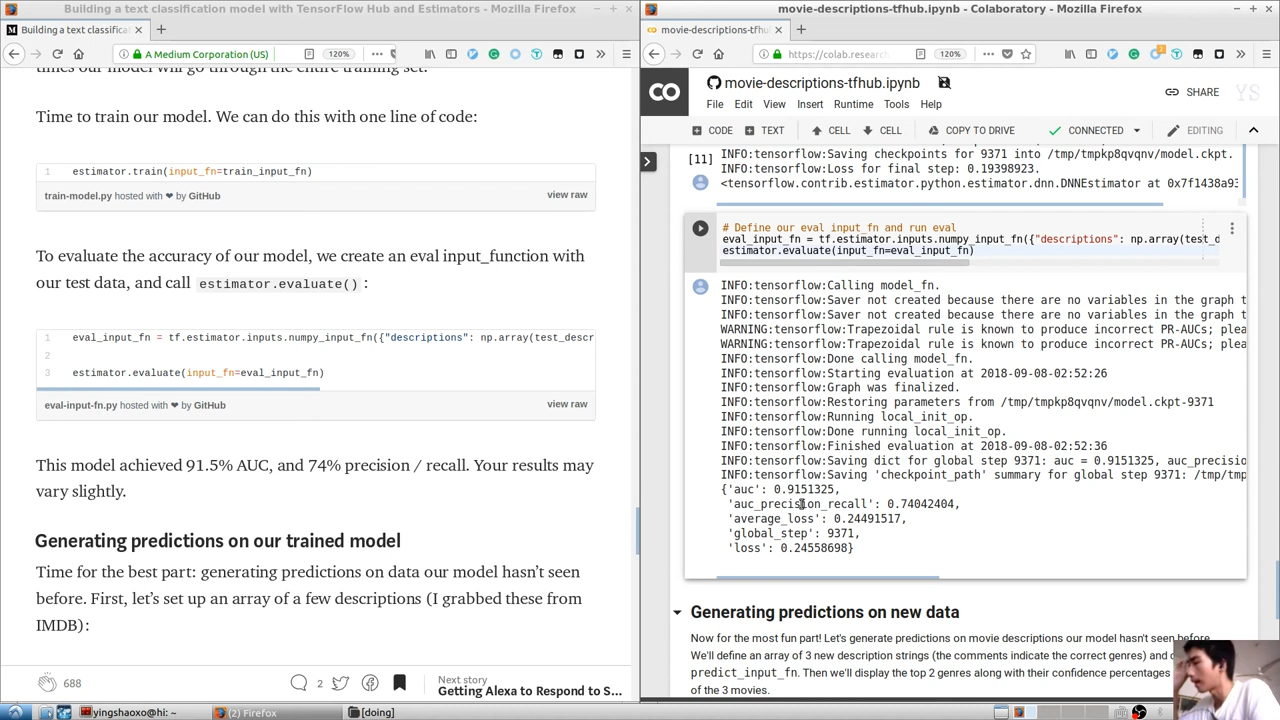 Building a text classification model with TensorFlow Hub and Estimators - Mozilla Firefox
Building a text classifica
A Medium Corporation (US)
120%
times our model will go through the entire training set.
Time to train our model. We can do this with one line of code:
1 estimator.train(input_fn=train_input_fn)
train-model.py hosted with ❤ by GitHub
view raw
To evaluate the accuracy of our model, we create an eval input_function with
our test data, and call estimator.evaluate() :
1 eval_input_fn = tf.estimator.inputs.numpy_input_fn({"descriptions": np.array(test_descr
2
3 estimator.evaluate(input_fn=eval_input_fn)
eval-input-fn.py hosted with ❤ by GitHub
view raw
This model achieved 91.5% AUC, and 74% precision / recall. Your results may
vary slightly.
Generating predictions on our trained model
Time for the best part: generating predictions on data our model hasn't seen
before. First, let's set up an array of a few descriptions (I grabbed these from
IMDB):
688
2
Next story
Getting Alexa to Respond to S...
movie-descriptions-tfhub.ipynb - Colaboratory - Mozilla Firefox
movie-descriptions-tfhu
https://colab.researc
120%
CO
movie-descriptions-tfhub.ipynb
SHARE
YS
File Edit View Insert Runtime Tools Help
CODE TEXT CELL CELL COPY TO DRIVE CONNECTED EDITING
INFO:tensorflow:Saving checkpoints for 9371 into /tmp/tmpkp8qvqnv/model.ckpt.
[11]
INFO:tensorflow:Loss for final step: 0.19398923.
<tensorflow.contrib.estimator.python.estimator.dnn.DNNEstimator at 0x7f1438a93
# Define our eval input_fn and run eval
eval_input_fn = tf.estimator.inputs.numpy_input_fn({"descriptions": np.array(test_d
estimator.evaluate(input_fn=eval_input_fn)
INFO:tensorflow:Calling model_fn.
INFO:tensorflow:Saver not created because there are no variables in the graph t
INFO:tensorflow:Saver not created because there are no variables in the graph t
WARNING:tensorflow:Trapezoidal rule is known to produce incorrect PR-AUCs; plea
WARNING:tensorflow:Trapezoidal rule is known to produce incorrect PR-AUCs; plea
INFO:tensorflow:Done calling model_fn.
INFO:tensorflow:Starting evaluation at 2018-09-08-02:52:26
INFO:tensorflow:Graph was finalized.
INFO:tensorflow:Restoring parameters from /tmp/tmpkp8qvqnv/model.ckpt-9371
INFO:tensorflow:Running local_init_op.
INFO:tensorflow:Done running local_init_op.
INFO:tensorflow:Finished evaluation at 2018-09-08-02:52:36
INFO:tensorflow:Saving dict for global step 9371: auc = 0.9151325, auc_precisio
INFO:tensorflow:Saving 'checkpoint_path' summary for global step 9371: /tmp/tmp
{'auc': 0.9151325,
'auc_precision_recall': 0.74042404,
'average_loss': 0.24491517,
'global_step': 9371,
'loss': 0.24558698}
Generating predictions on new data
Now for the most fun part! Let's generate predictions on movie descriptions our model hasn't seen before.
We'll define an array of 3 new description strings (the comments indicate the correct genres) and
predict_input_fn. Then we'll display the top 2 genres along with their confidence percentages
of the 3 movies.
yingshaoxo@hi: ~
(2) Firefox
[doing]